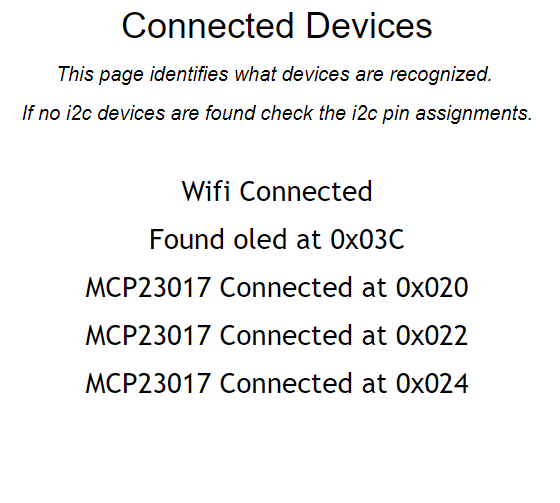 Connected Devices
This page identifies what devices are recognized.
If no i2c devices are found check the i2c pin assignments.
Wifi Connected
Found oled at 0x03C
MCP23017 Connected at 0x020
MCP23017 Connected at 0x022
MCP23017 Connected at 0x024